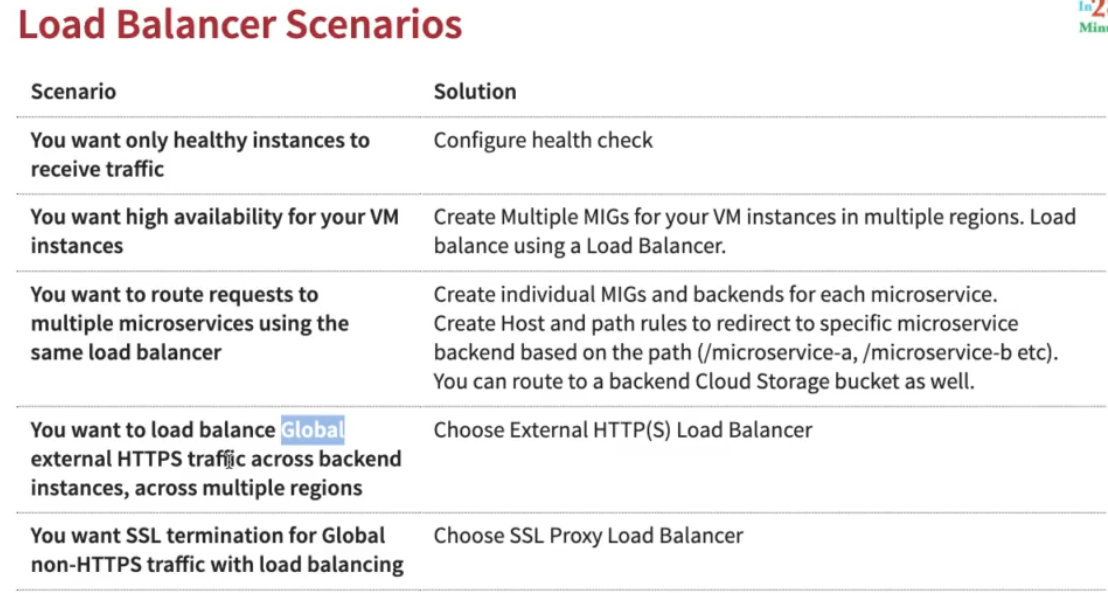 Load Balancer Scenarios
In 2
Min
Scenario
Solution
You want only healthy instances to
receive traffic
Configure health check
You want high availability for your VM
instances
Create Multiple MIGs for your VM instances in multiple regions. Load
balance using a Load Balancer.
You want to route requests to
multiple microservices using the
same load balancer
Create individual MIGs and backends for each microservice.
Create Host and path rules to redirect to specific microservice
backend based on the path (/microservice-a, /microservice-b etc).
You can route to a backend Cloud Storage bucket as well.
You want to load balance Global
external HTTPS traffic across backend
instances, across multiple regions
Choose External HTTP(S) Load Balancer
You want SSL termination for Global
non-HTTPS traffic with load balancing
Choose SSL Proxy Load Balancer